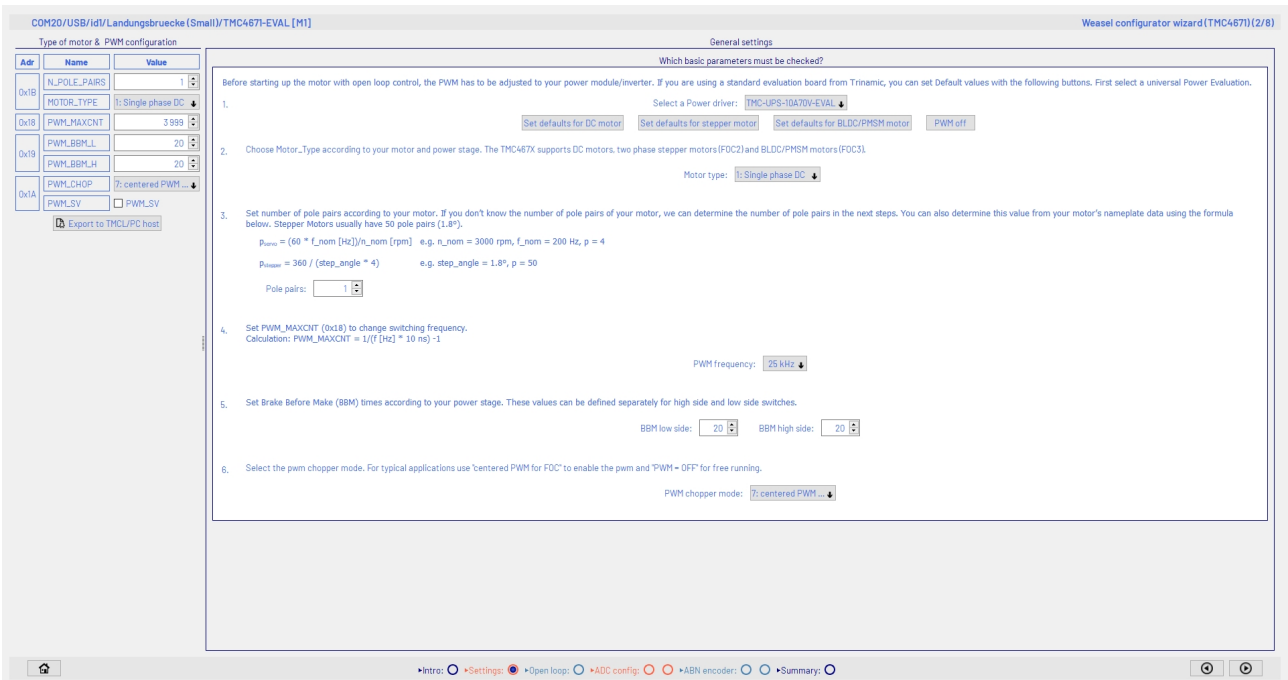 COM20/USB/id1/Landungsbruecke (Small)/TMC4671-EVAL [M1]
Weasel configurator wizard (TMC4671) (2/8)
Type of motor & PWM configuration
Adr Name Value
0x1B N_POLE_PAIRS 1
MOTOR_TYPE 1: Single phase DC
0x18 PWM_MAXCNT 3 999
0x19 PWM_BBM_L 20
PWM_BBM_H 20
0x1A PWM_CHOP 7: centered PWM ...
PWM_SV PWM_SV
Export to TMCL/PC host
General settings
Which basic parameters must be checked?
Before starting up the motor with open loop control, the PWM has to be adjusted to your power module/inverter. If you are using a standard evaluation board from Trinamic, you can set Default values with the following buttons. First select a universal Power Evaluation.
1. Select a Power driver: TMC-UPS-10A70V-EVAL
Set defaults for DC motor Set defaults for stepper motor Set defaults for BLDC/PMSM motor PWM off
2. Choose Motor_Type according to your motor and power stage. The TMC467X supports DC motors, two phase stepper motors (FOC2) and BLDC/PMSM motors (FOC3).
Motor type: 1: Single phase DC
3. Set number of pole pairs according to your motor. If you don't know the number of pole pairs of your motor, we can determine the number of pole pairs in the next steps. You can also determine this value from your motor's nameplate data using the formula
below. Stepper Motors usually have 50 pole pairs (1.8°).
p = (60 * f_nom [Hz])/n_nom [rpm] e.g. n_nom = 3000 rpm, f_nom = 200 Hz, p = 4
pstepper = 360 / (step_angle * 4) e.g. step_angle = 1.8°, p = 50
Pole pairs: 1
4. Set PWM_MAXCNT (0x18) to change switching frequency.
Calculation: PWM_MAXCNT = 1/(f [Hz] * 10 ns) -1
PWM frequency: 25 kHz
5. Set Brake Before Make (BBM) times according to your power stage. These values can be defined separately for high side and low side switches.
BBM low side: 20 BBM high side: 20
6. Select the pwm chopper mode. For typical applications use "centered PWM for FOC" to enable the pwm and "PWM = OFF" for free running.
PWM chopper mode: 7: centered PWM ...
Intro: Settings: Open loop: ADC config: ABN encoder: Summary: